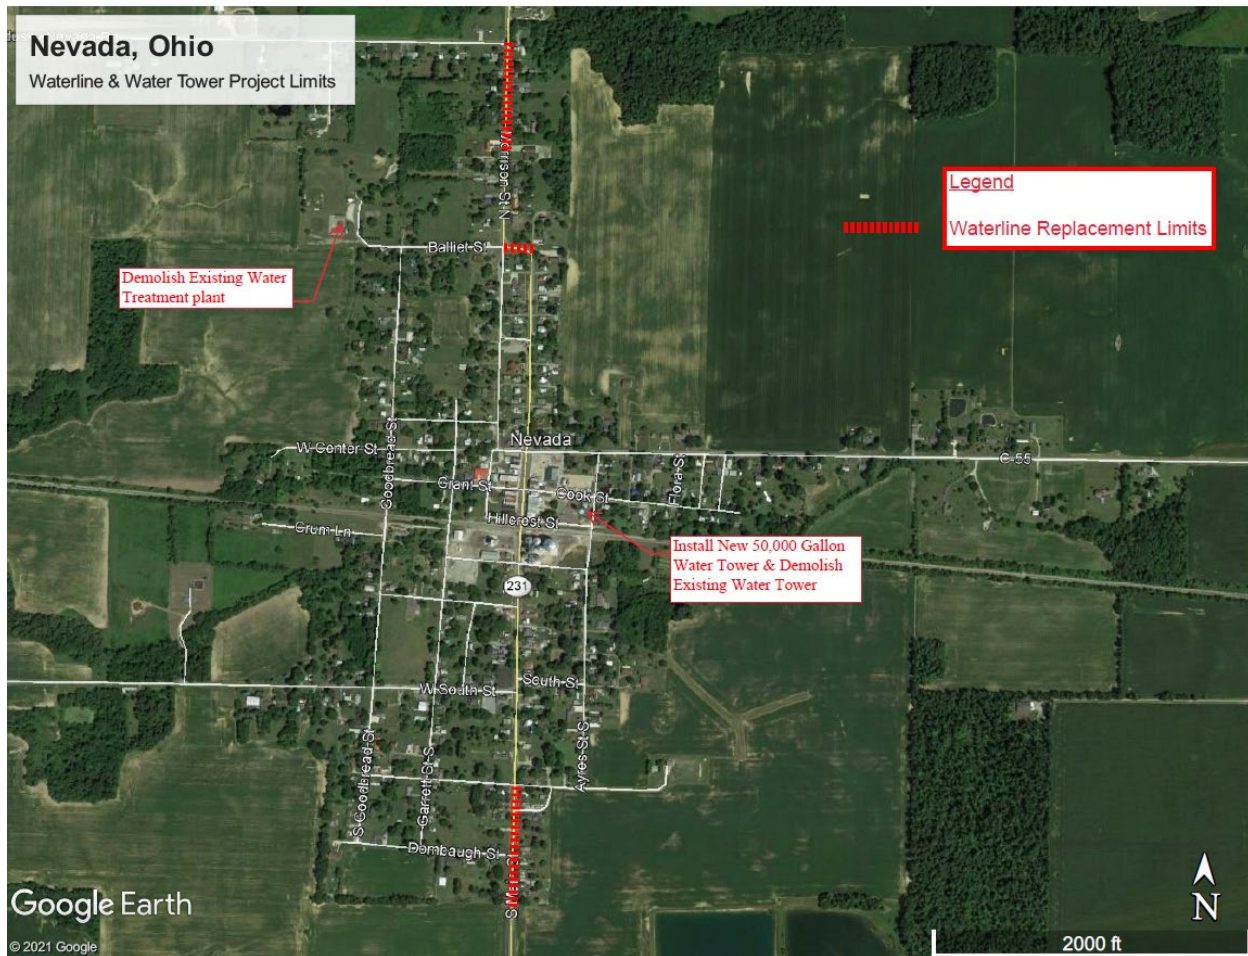 Nevada, Ohio
Waterline & Water Tower Project Limits
Legend
Waterline Replacement Limits
N Warrison St
Balliet St
Demolish Existing Water
Treatment plant
Nevada
W Center St
Goodbread St
C-55
Flora St
Grant St
Cook St
Hillcrest St
Crum Ln
Install New 50,000 Gallon
Water Tower & Demolish
Existing Water Tower
231
South St
W South St
S Goodbread St
Garrett St S
Ayres St S
Dombaugh St
S Main St
Google Earth
© 2021 Google
N
2000 ft